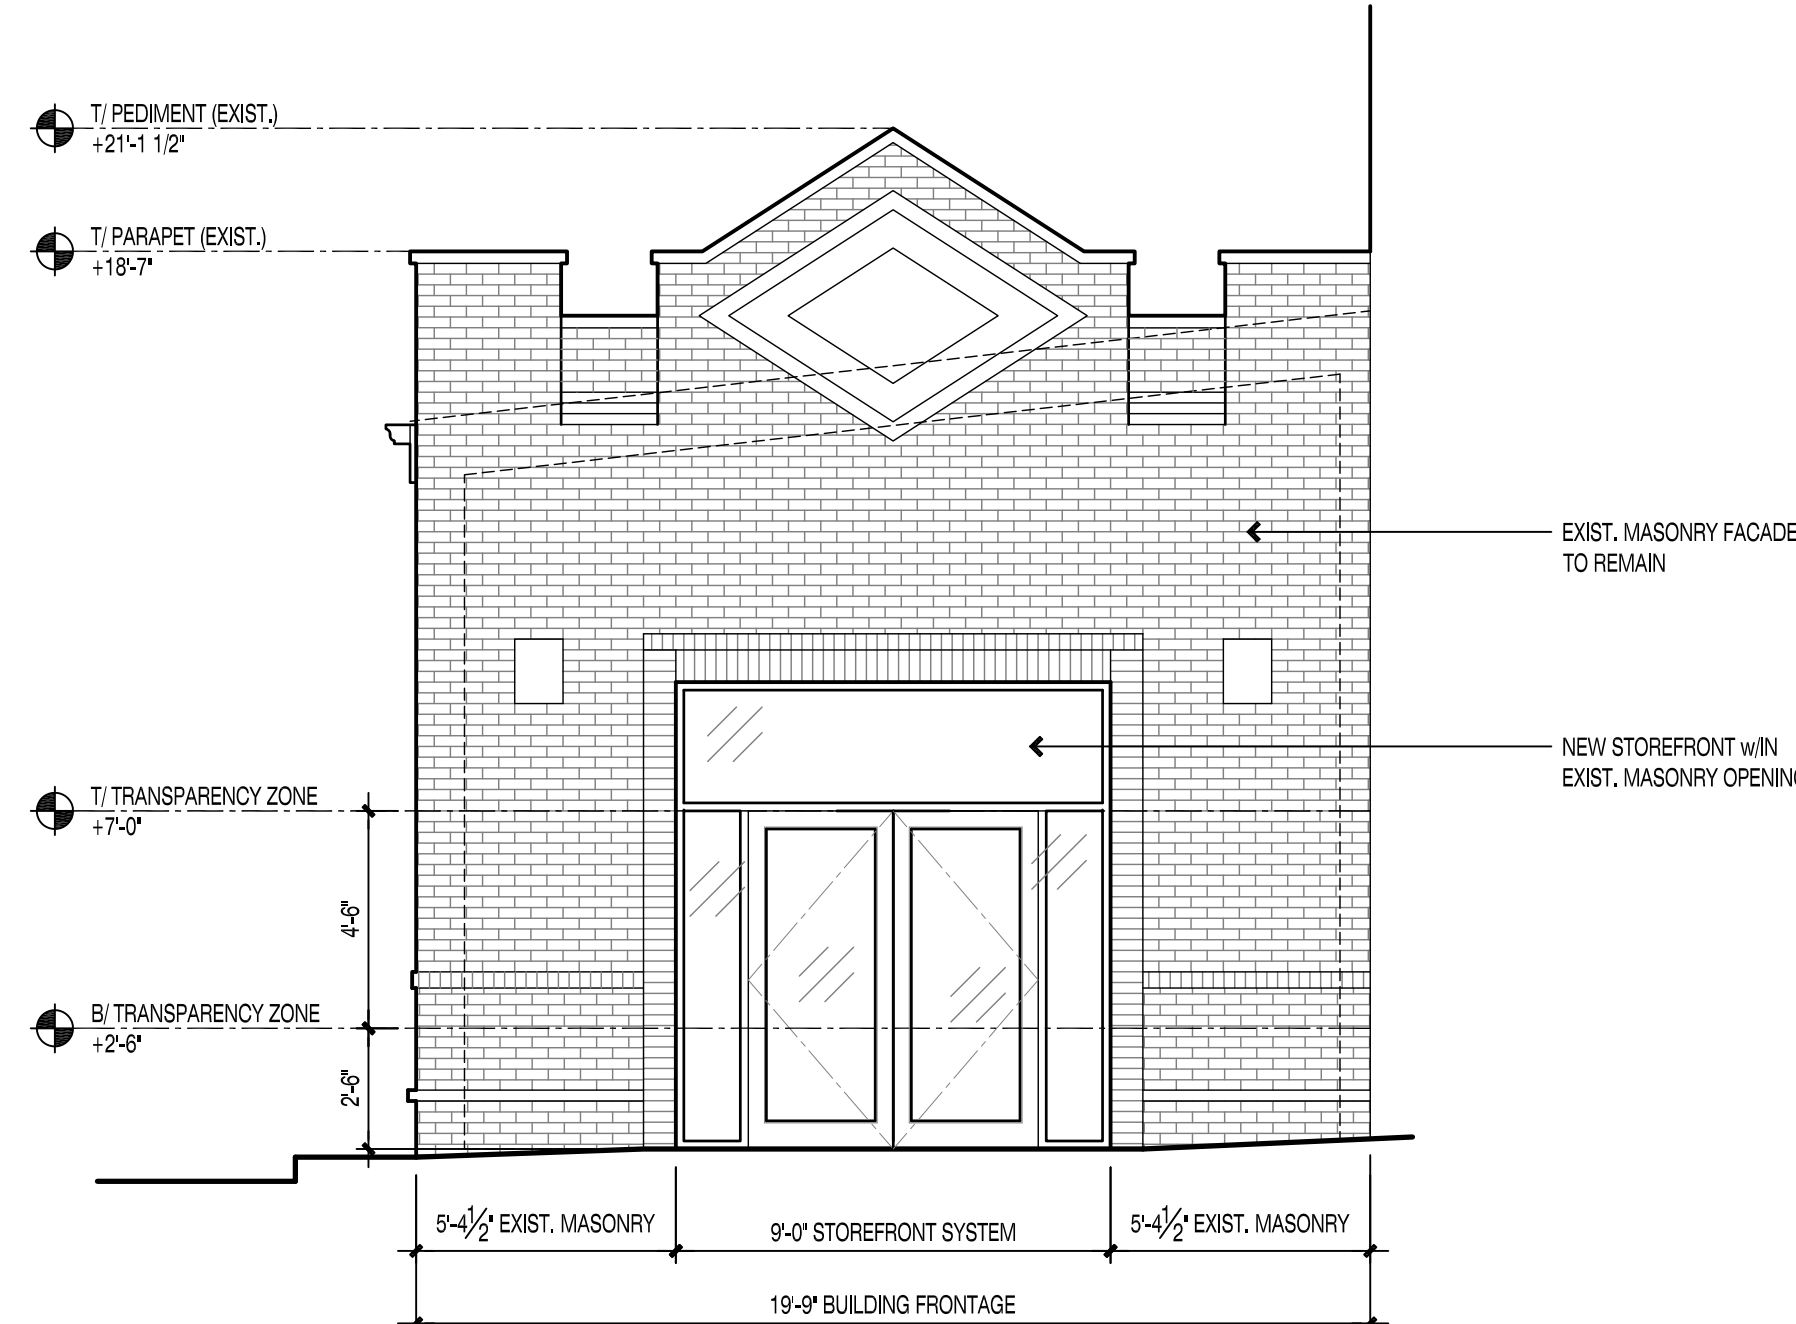 T/ PEDIMENT (EXIST.)
+21'-1 1/2"
T/ PARAPET (EXIST.)
+18'-7"
EXIST. MASONRY FACADE
TO REMAIN
NEW STOREFRONT w/IN
EXIST. MASONRY OPENING
T/ TRANSPARENCY ZONE
+7'-0"
4'-6"
B/ TRANSPARENCY ZONE
+2'-6"
2'-6"
5'-4 1/2" EXIST. MASONRY
9'-0" STOREFRONT SYSTEM
5'-4 1/2" EXIST. MASONRY
19'-9" BUILDING FRONTAGE